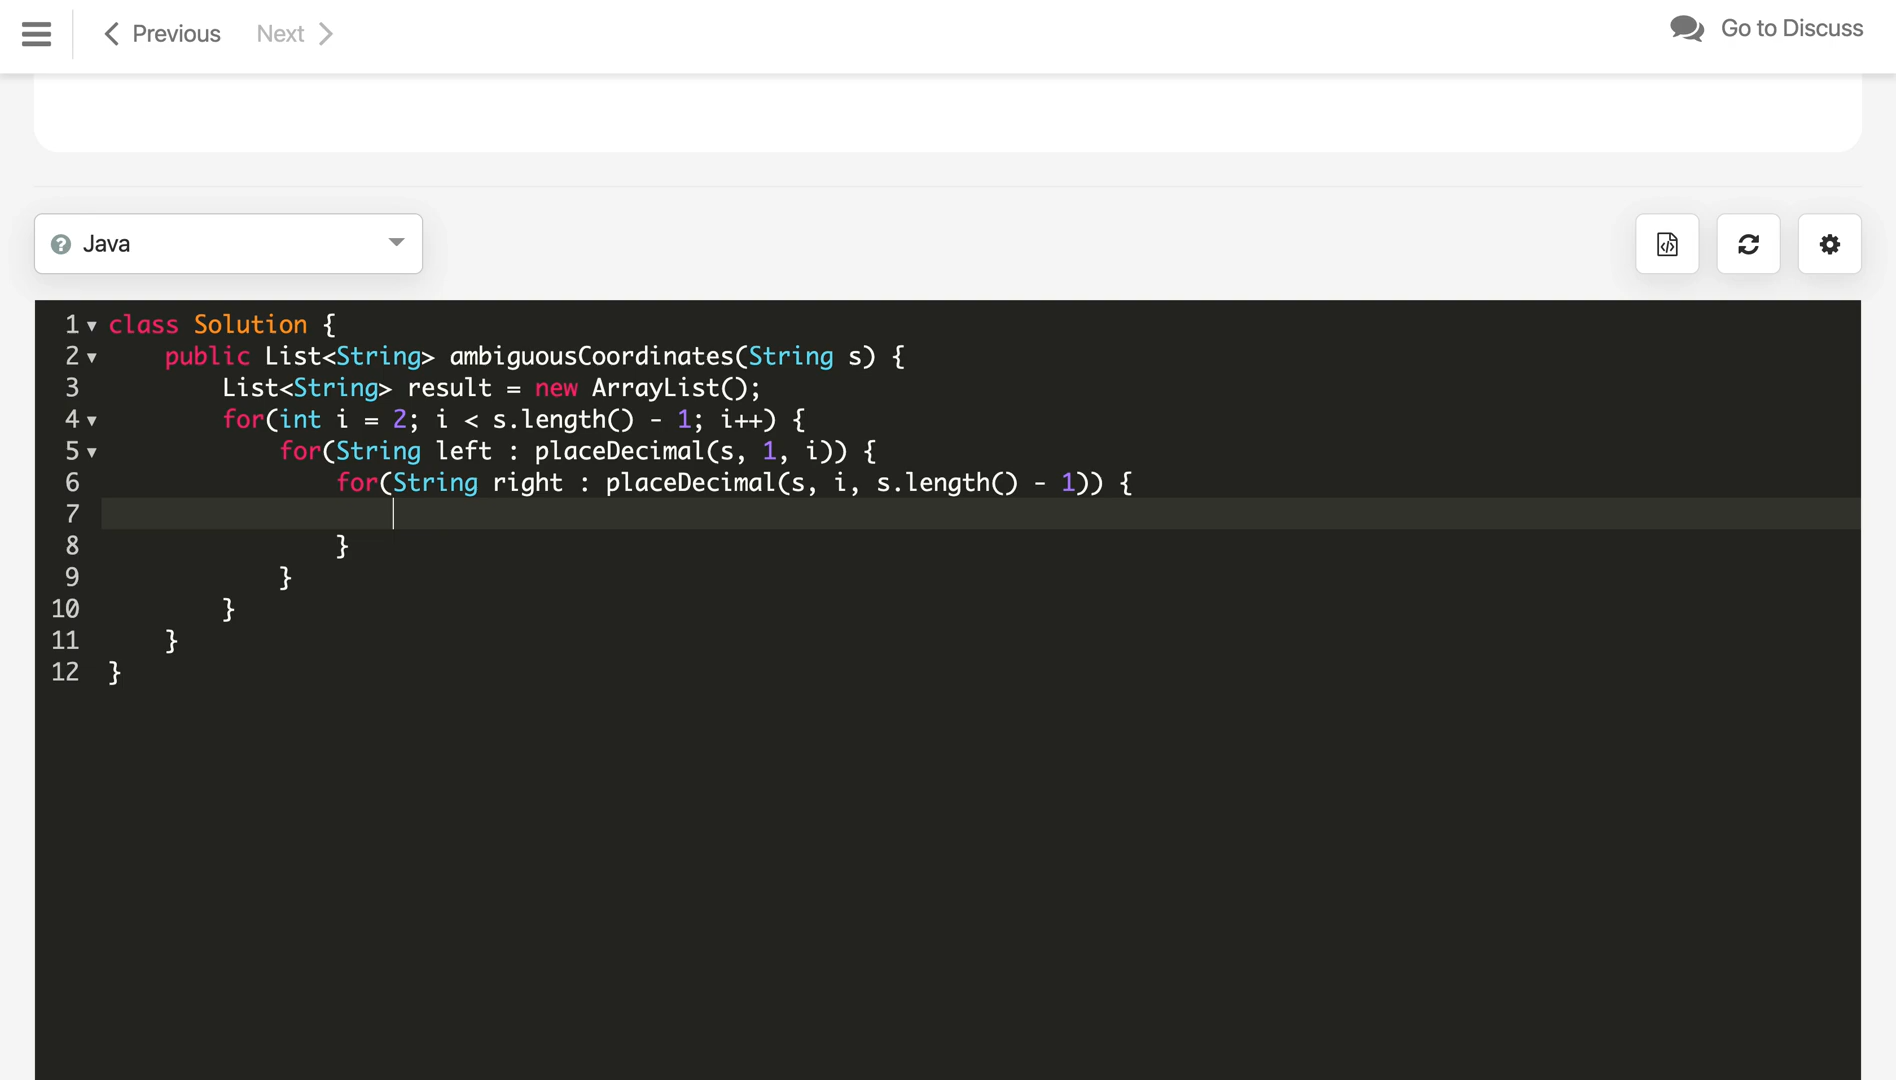 Previous Next Go to Discuss
Java
1 class Solution {
2 public List<String> ambiguousCoordinates(String s) {
3 List<String> result = new ArrayList();
4 for(int i = 2; i < s.length() - 1; i++) {
5 for(String left : placeDecimal(s, 1, i)) {
6 for(String right : placeDecimal(s, i, s.length() - 1)) {
7
8 }
9 }
10 }
11 }
12 }